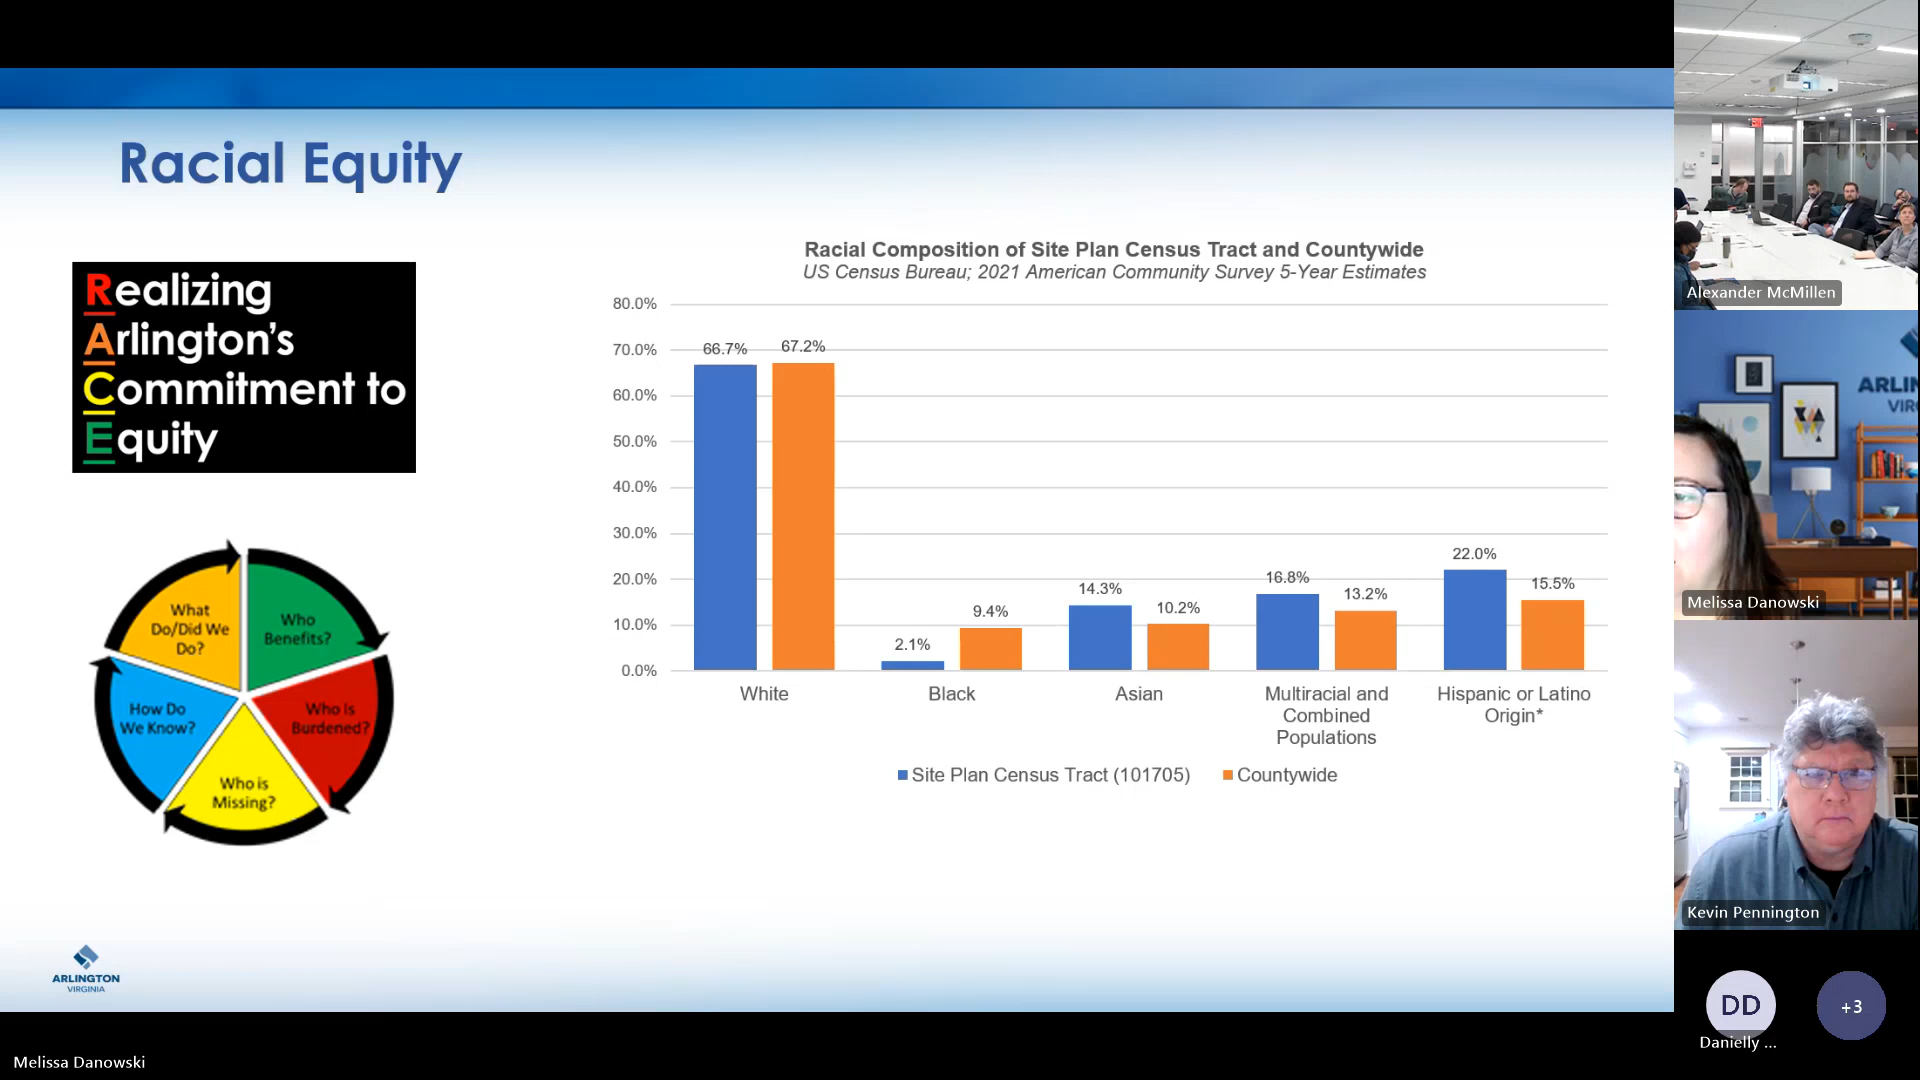 Racial Equity
Realizing
Arlington's
Commitment to
Equity
What
Do/Did We
Do?
Who
Benefits?
How Do
We Know?
Who Is
Burdened?
Who is
Missing?
Racial Composition of Site Plan Census Tract and Countywide
US Census Bureau; 2021 American Community Survey 5-Year Estimates
80.0%
70.0%
60.0%
50.0%
40.0%
30.0%
20.0%
10.0%
0.0%
66.7%
67.2%
2.1%
9.4%
14.3%
10.2%
16.8%
13.2%
22.0%
15.5%
White
Black
Asian
Multiracial and
Combined
Populations
Hispanic or Latino
Origin*
Site Plan Census Tract (101705)
Countywide
ARLINGTON
VIRGINIA
Melissa Danowski
Alexander McMillen
Melissa Danowski
Kevin Pennington
DD
Danielly ...
+3